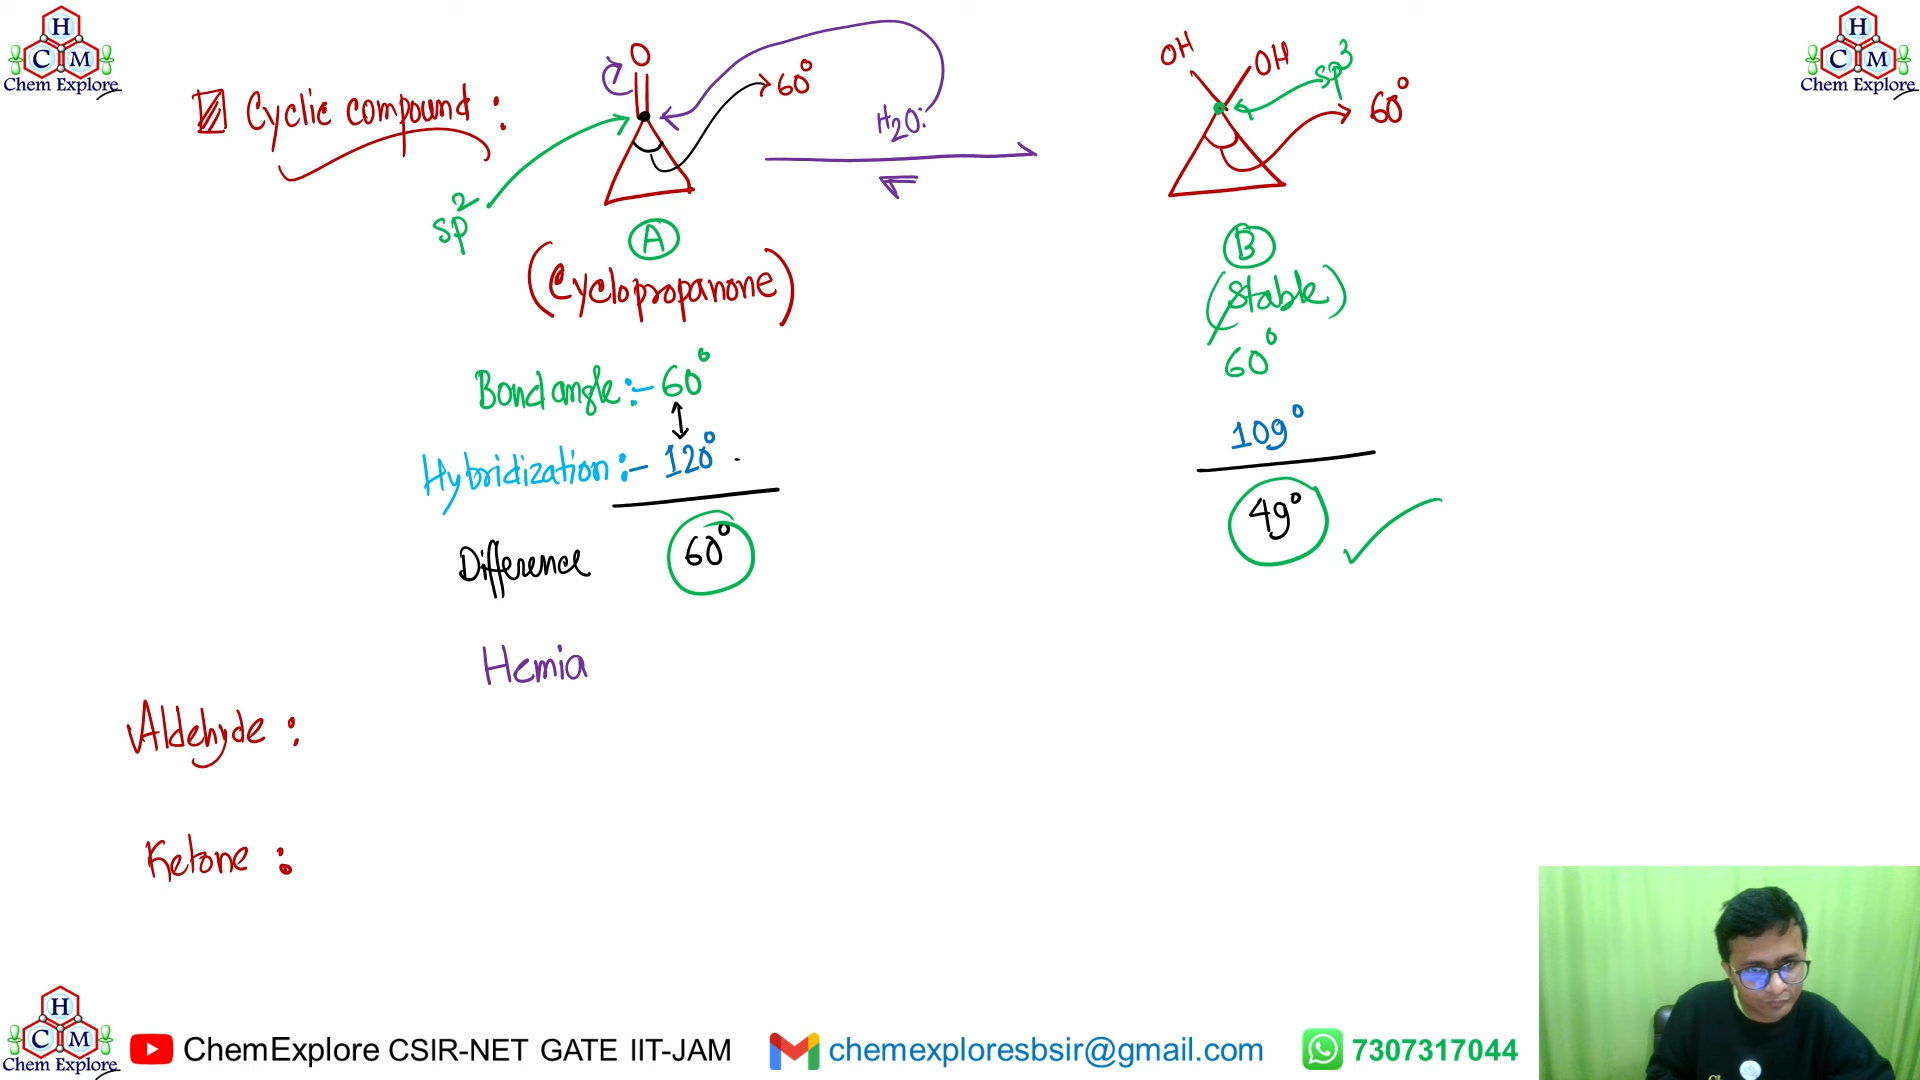 H
C M
Chem Explore
H
C M
Chem Explore
Cyclic compound :
O
60°
H2O:
OH
OH
sp3
60°
sp2
A
B
(Cyclopropanone)
(Stable)
Bond angle :- 60°
60°
Hybridization :- 120°
109°
Difference 60°
49°
Hemia
Aldehyde :
Ketone :
H
C M
Chem Explore
ChemExplore CSIR-NET GATE IIT-JAM
chemexploresbsir@gmail.com
7307317044